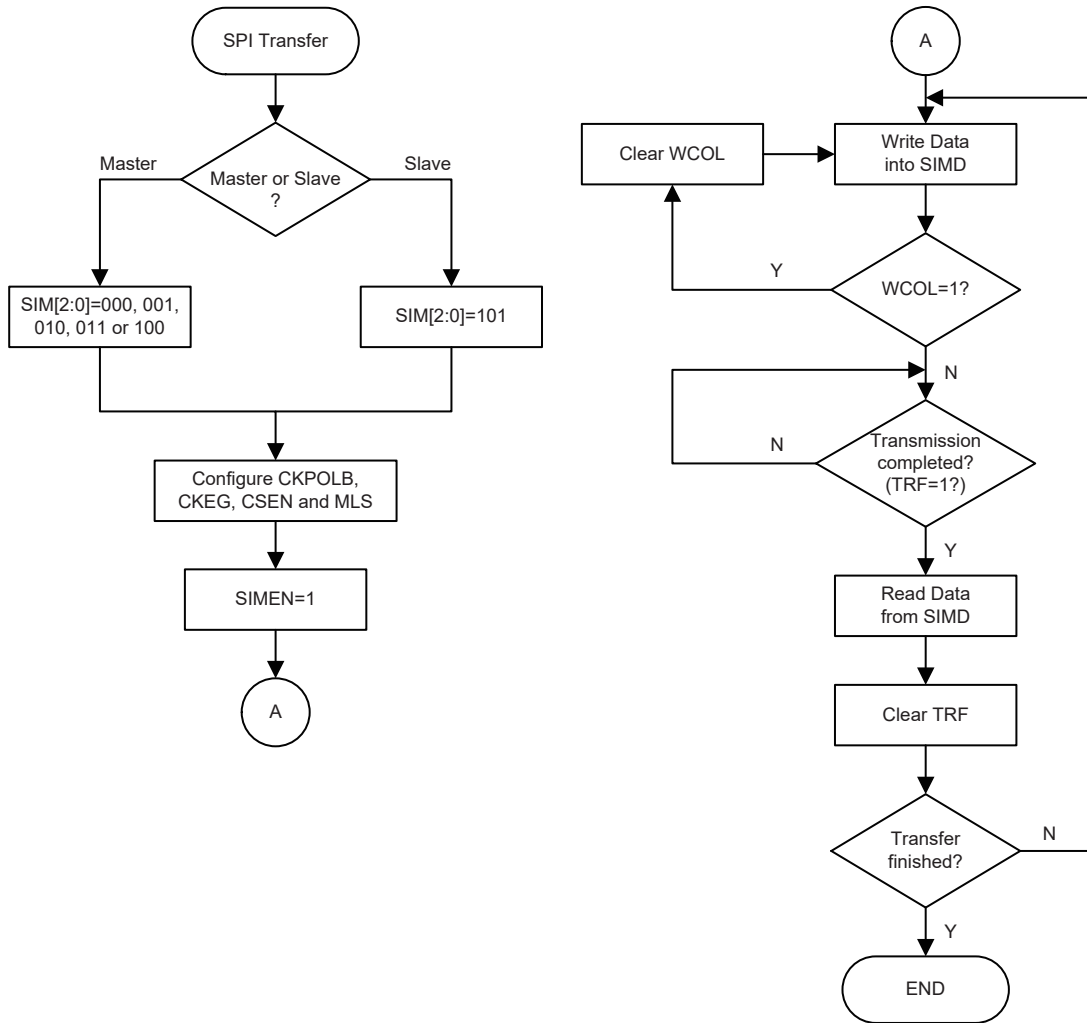 SPI Transfer
Master or Slave
?
Master
Slave
SIM[2:0]=000, 001,
010, 011 or 100
SIM[2:0]=101
Configure CKPOLB,
CKEG, CSEN and MLS
SIMEN=1
A
A
Write Data
into SIMD
Clear WCOL
WCOL=1?
Y
N
Transmission
completed?
(TRF=1?)
N
Y
Read Data
from SIMD
Clear TRF
Transfer
finished?
N
Y
END